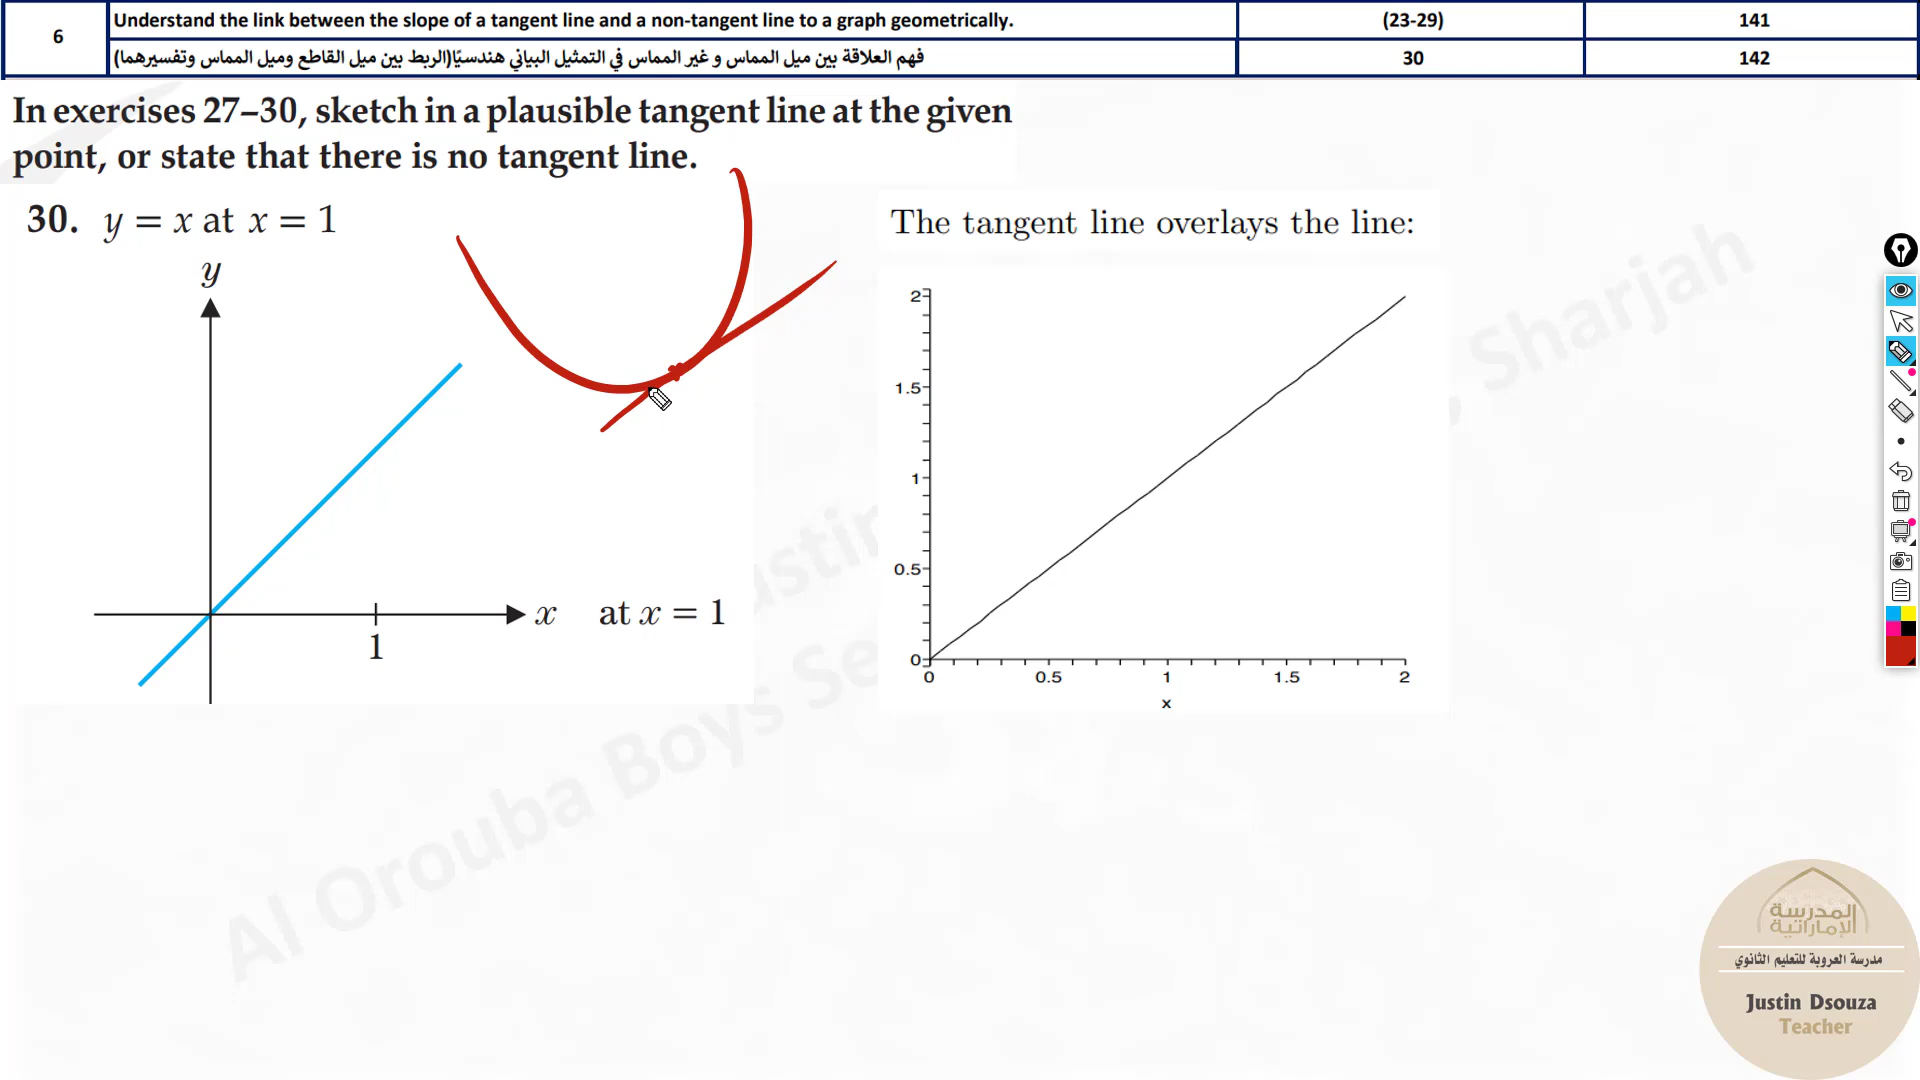 6
Understand the link between the slope of a tangent line and a non-tangent line to a graph geometrically.
(23-29)
141
فهم العلاقة بين ميل المماس و غير المماس في التمثيل البياني هندسيًا(الربط بين ميل القاطع وميل المماس وتفسيرهما)
30
142
In exercises 27–30, sketch in a plausible tangent line at the given
point, or state that there is no tangent line.
30. y = x at x = 1
y
x
1
at x = 1
The tangent line overlays the line:
2
1.5
1
0.5
0
0 0.5 1 1.5 2
x
Al Orouba Boys Se
ustin
Sharjah
المدرسة
الإماراتية
مدرسة العروبة للتعليم الثانوي
Justin Dsouza
Teacher